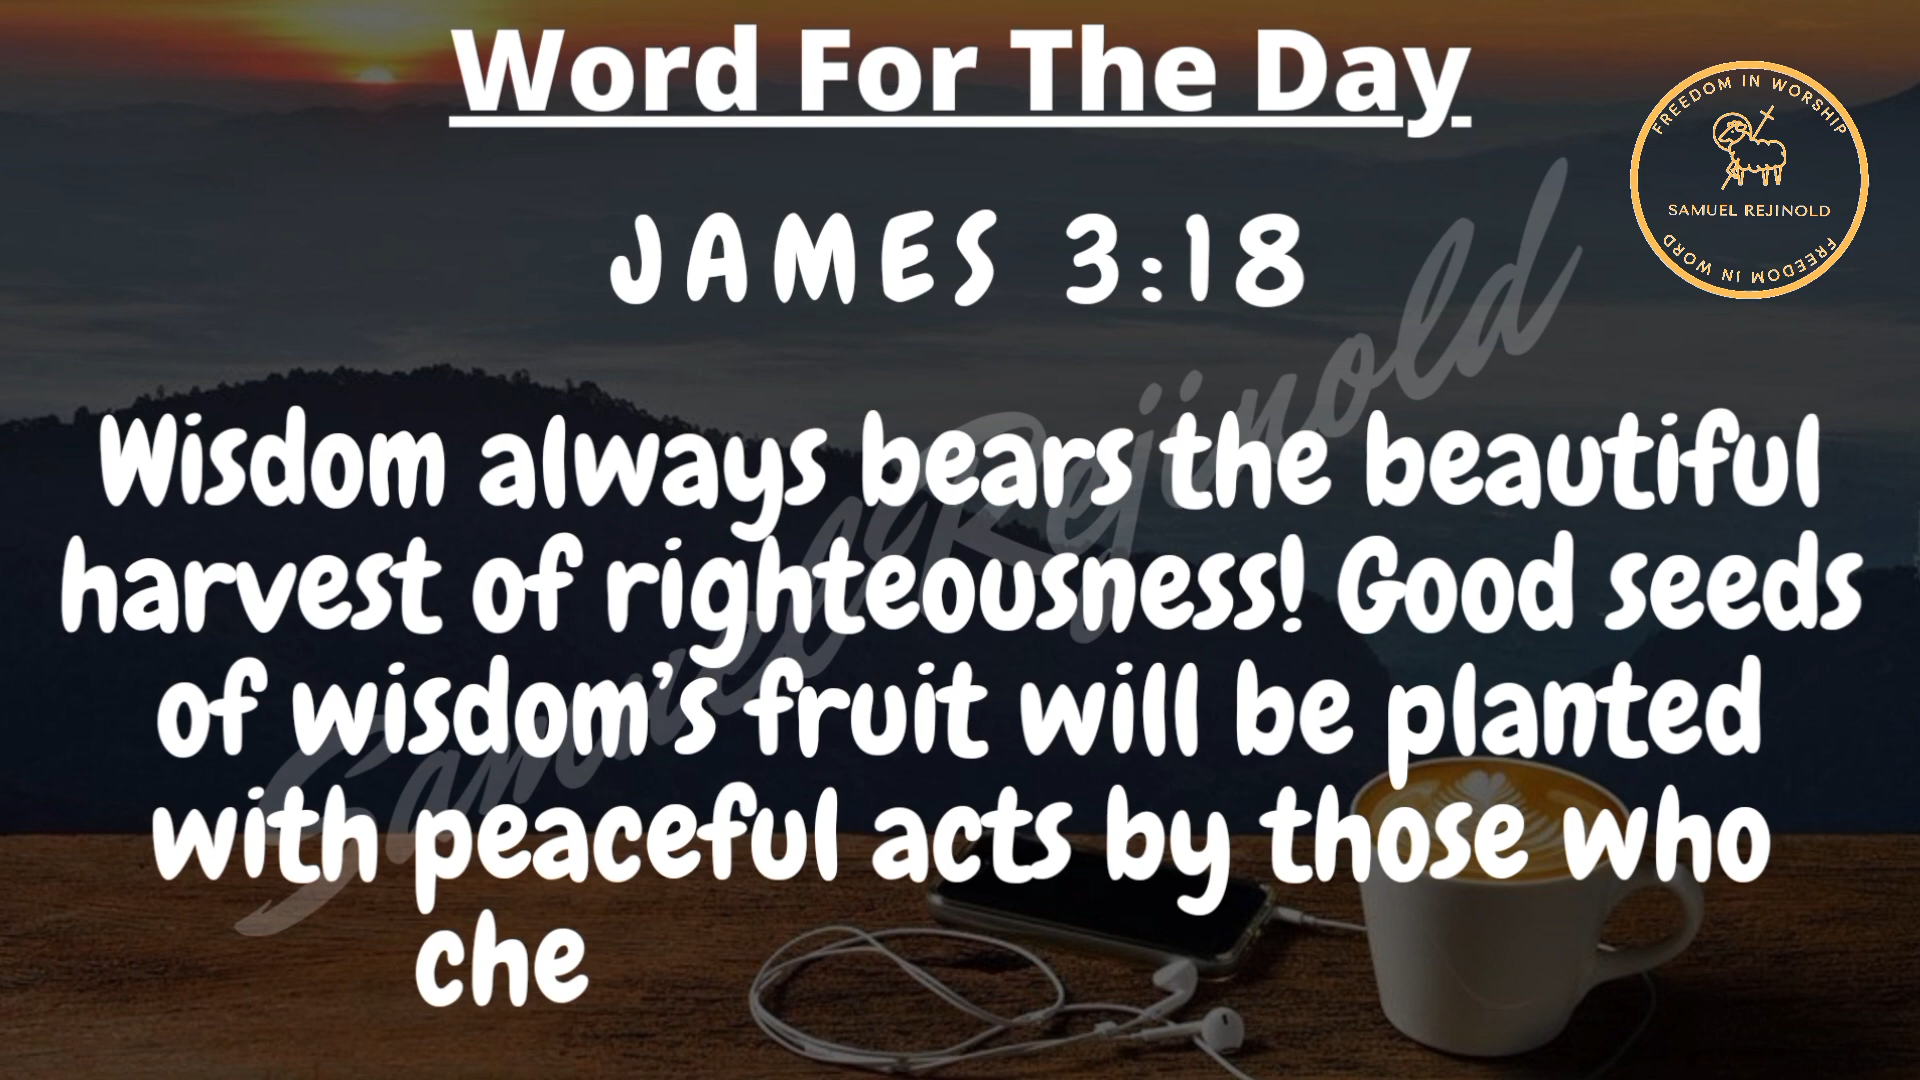 Word For The Day
FREEDOM IN WORSHIP
SAMUEL REJINOLD
FREEDOM IN WORD
JAMES 3:18
Wisdom always bears the beautiful
harvest of righteousness! Good seeds
of wisdom's fruit will be planted
with peaceful acts by those who
che
Samuel Rejinold